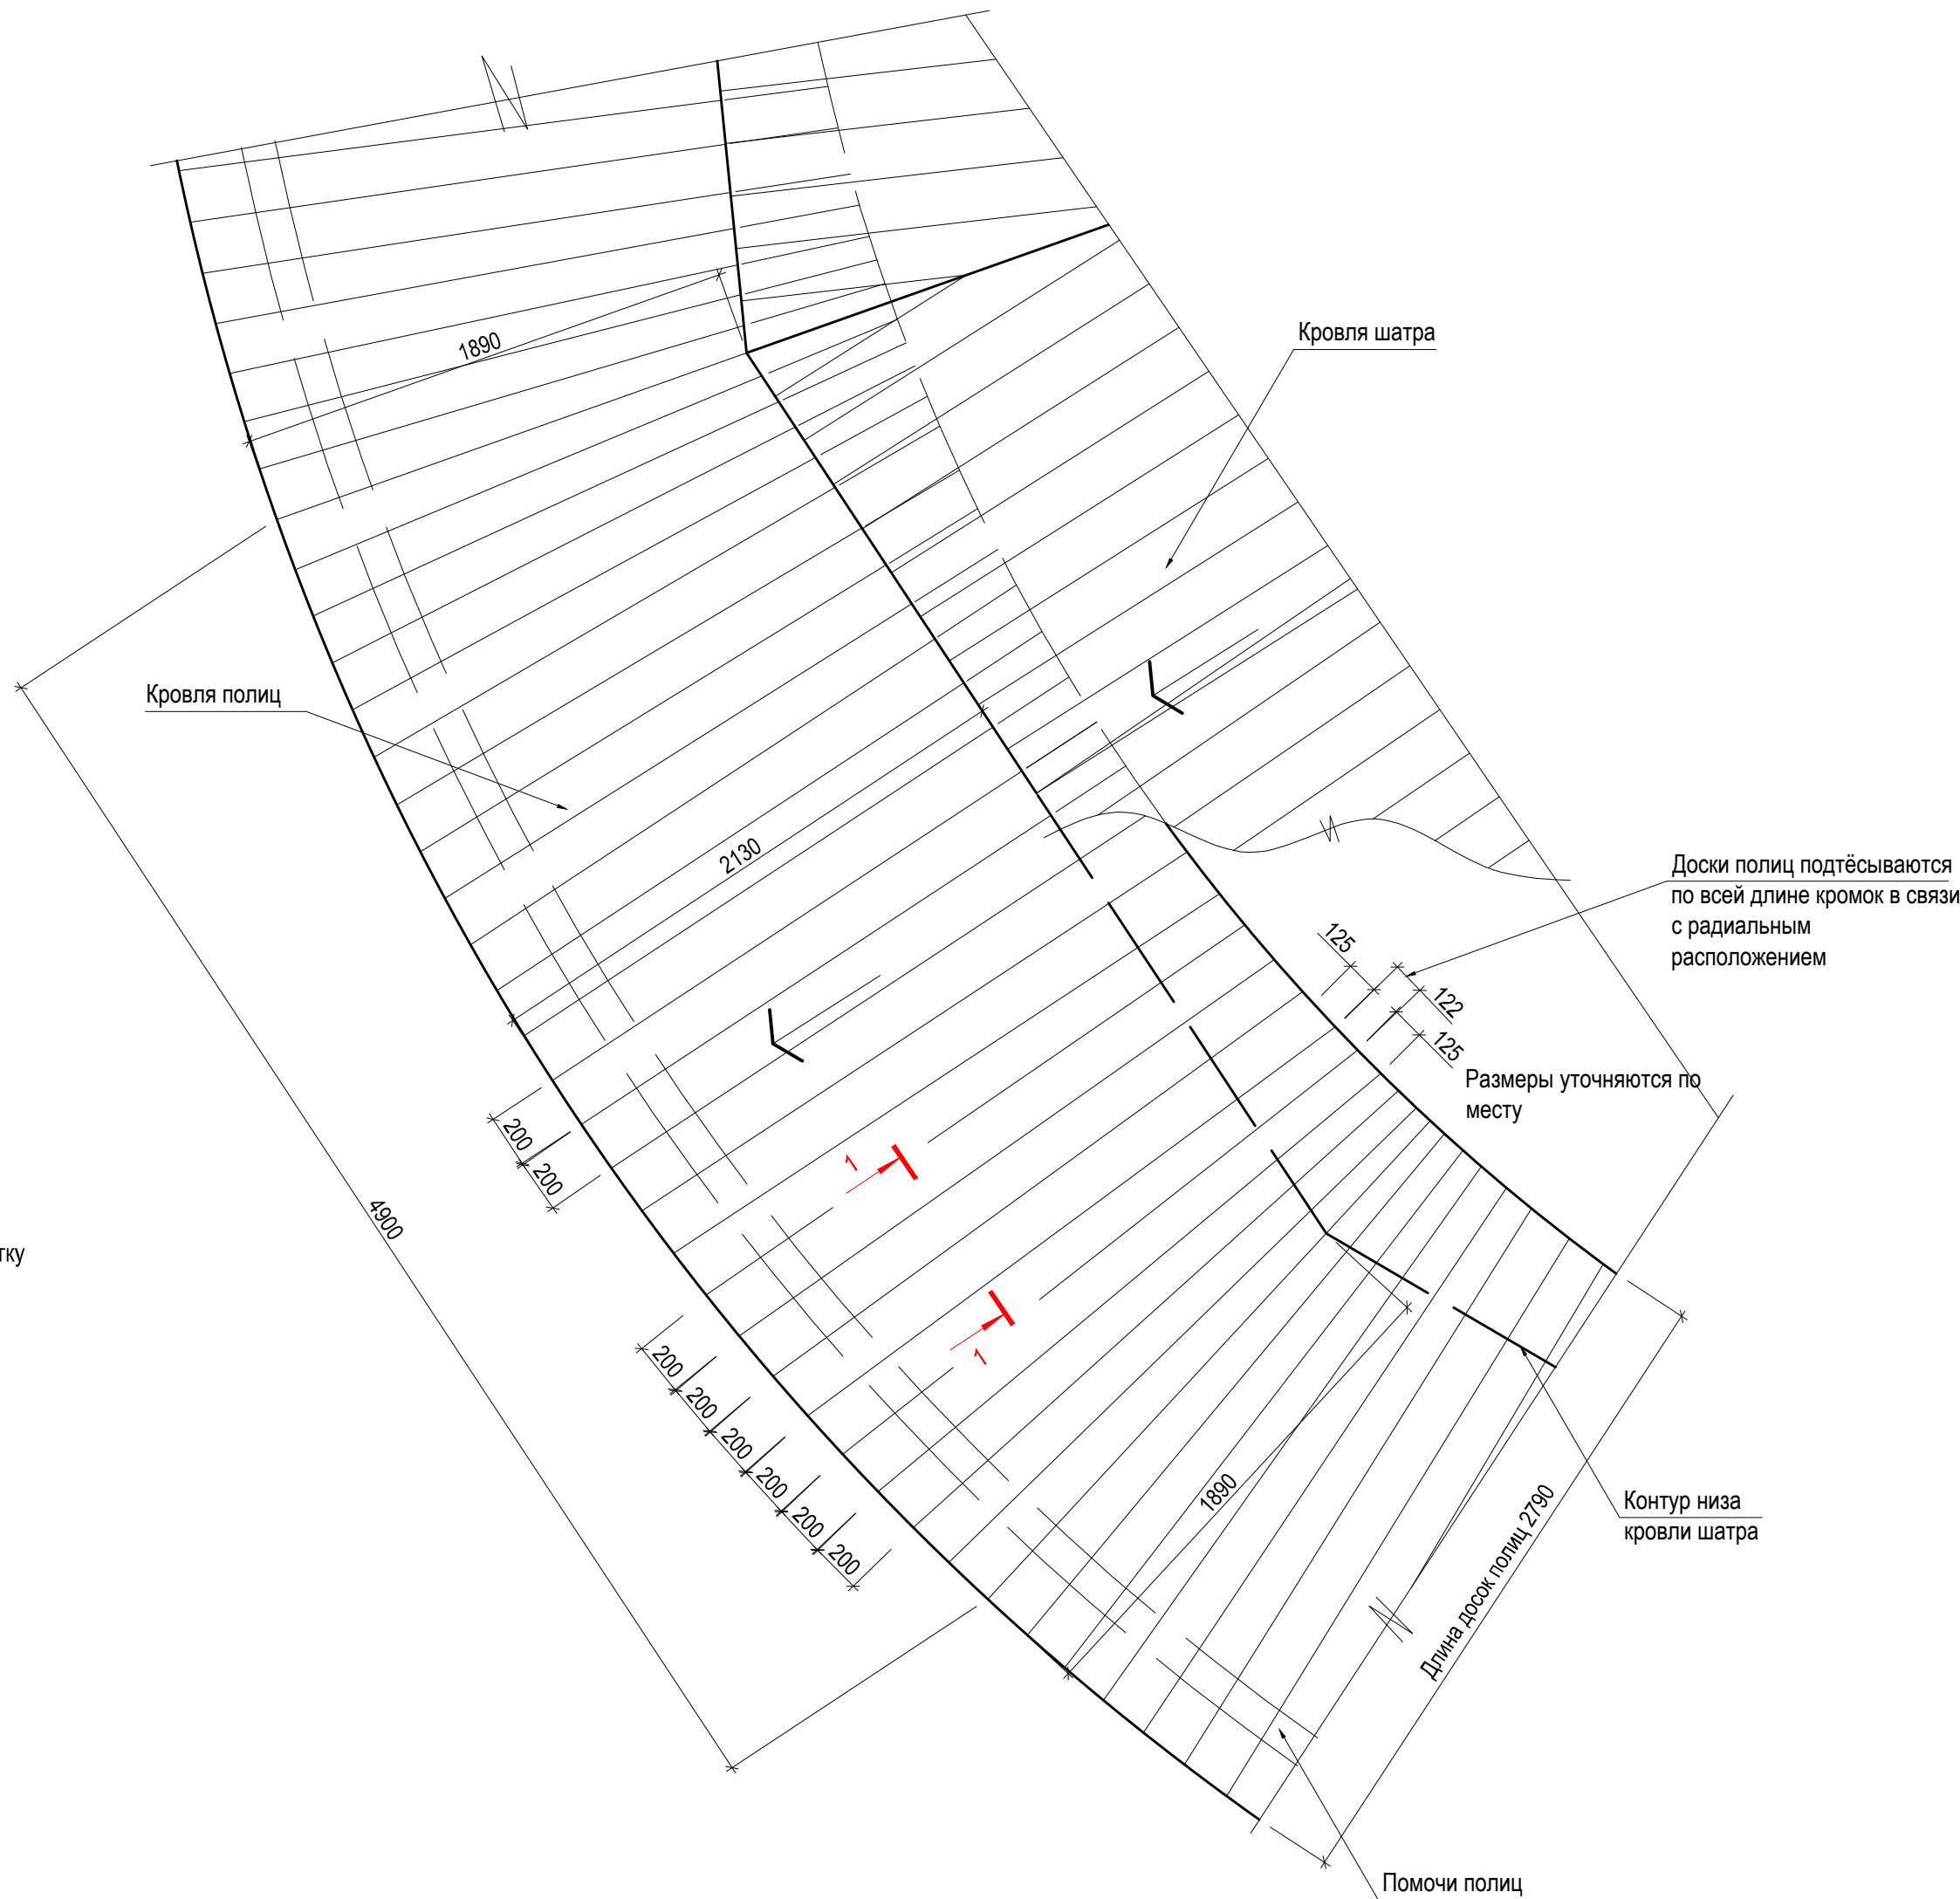 1890
Кровля шатра
Кровля полиц
2130
Доски полиц подтёсываются
по всей длине кромок в связи
с радиальным
расположением
125
122
125
Размеры уточняются по
месту
200
200
1
4900
тку
1
200
200
200
200
200
200
1890
Длина досок полиц 2790
Контур низа
кровли шатра
Помочи полиц